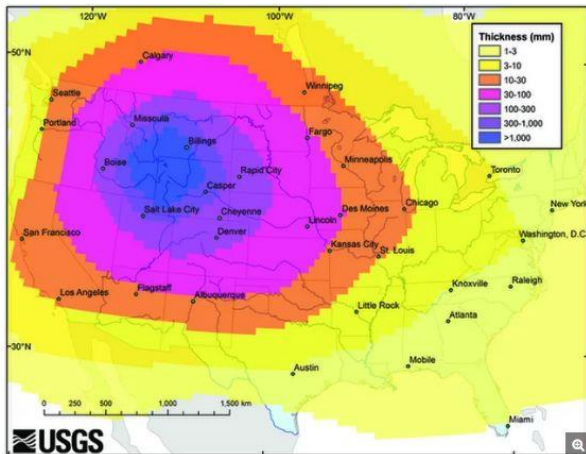 120°W
100°W
80°W
50°N
Calgary
Thickness (mm)
1-3
3-10
10-30
30-100
100-300
300-1,000
>1,000
Seattle
Winnipeg
Portland
Missoula
Fargo
Billings
Minneapolis
Boise
Rapid City
Toronto
Casper
Salt Lake City
Cheyenne
Des Moines
Chicago
New York
Lincoln
San Francisco
Denver
Washington, D.C
Kansas City
St. Louis
Los Angeles
Flagstaff
Albuquerque
Knoxville
Raleigh
Little Rock
Atlanta
30°N
Austin
Mobile
0
250
500
1,000
1,500 km
Miami
USGS